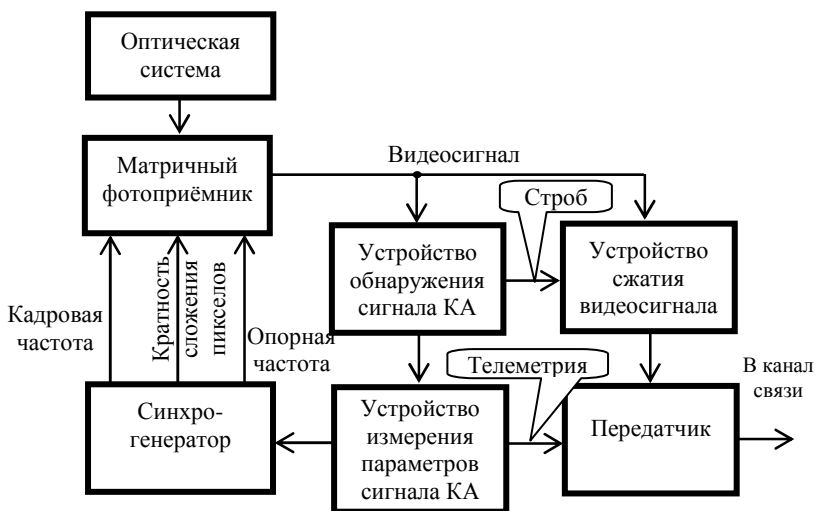 Оптическая
система
Матричный
фотоприёмник
Видеосигнал
Строб
Устройство
обнаружения
сигнала КА
Устройство
сжатия
видеосигнала
Кадровая
частота
Кратность
сложения
пикселов
Опорная
частота
Телеметрия
В канал
связи
Синхро-
генератор
Устройство
измерения
параметров
сигнала КА
Передатчик